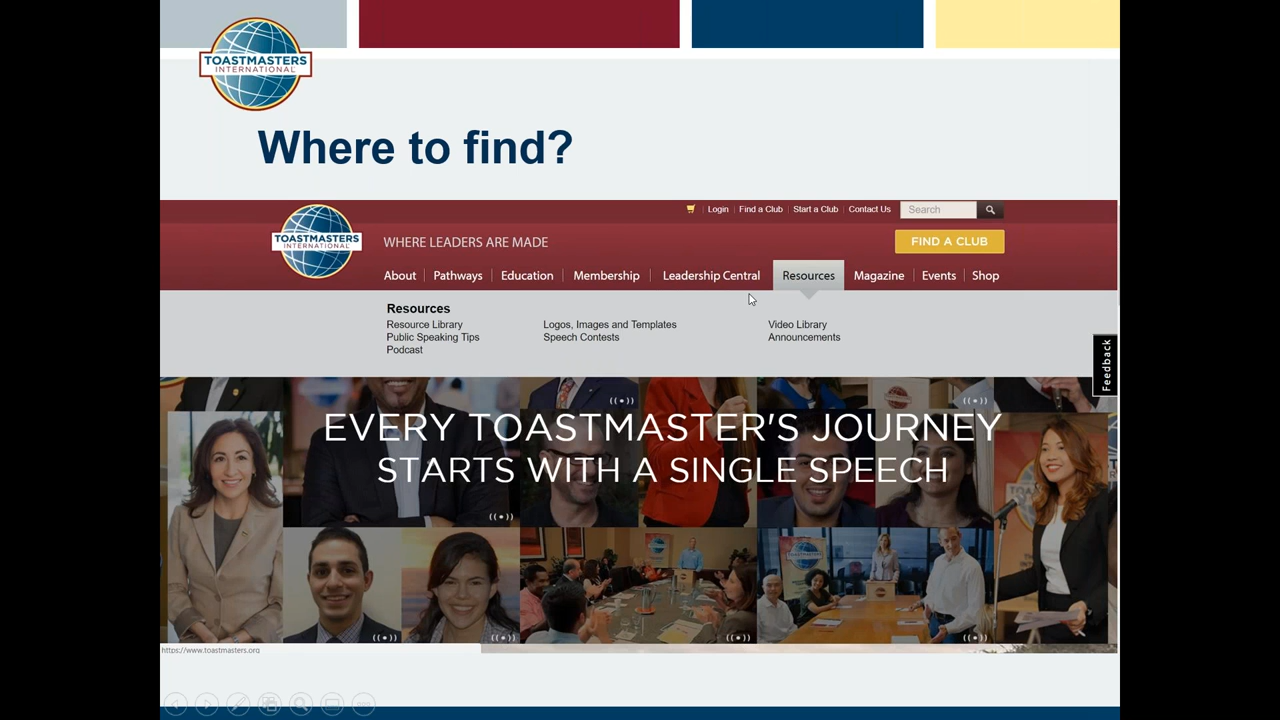 TOASTMASTERS
INTERNATIONAL
Where to find?
Login Find a Club Start a Club Contact Us Search
TOASTMASTERS
INTERNATIONAL
WHERE LEADERS ARE MADE
FIND A CLUB
About Pathways Education Membership Leadership Central Resources Magazine Events Shop
Resources
Resource Library Logos, Images and Templates Video Library
Public Speaking Tips Speech Contests Announcements
Podcast
Feedback
EVERY TOASTMASTER'S JOURNEY
STARTS WITH A SINGLE SPEECH
https://www.toastmasters.org